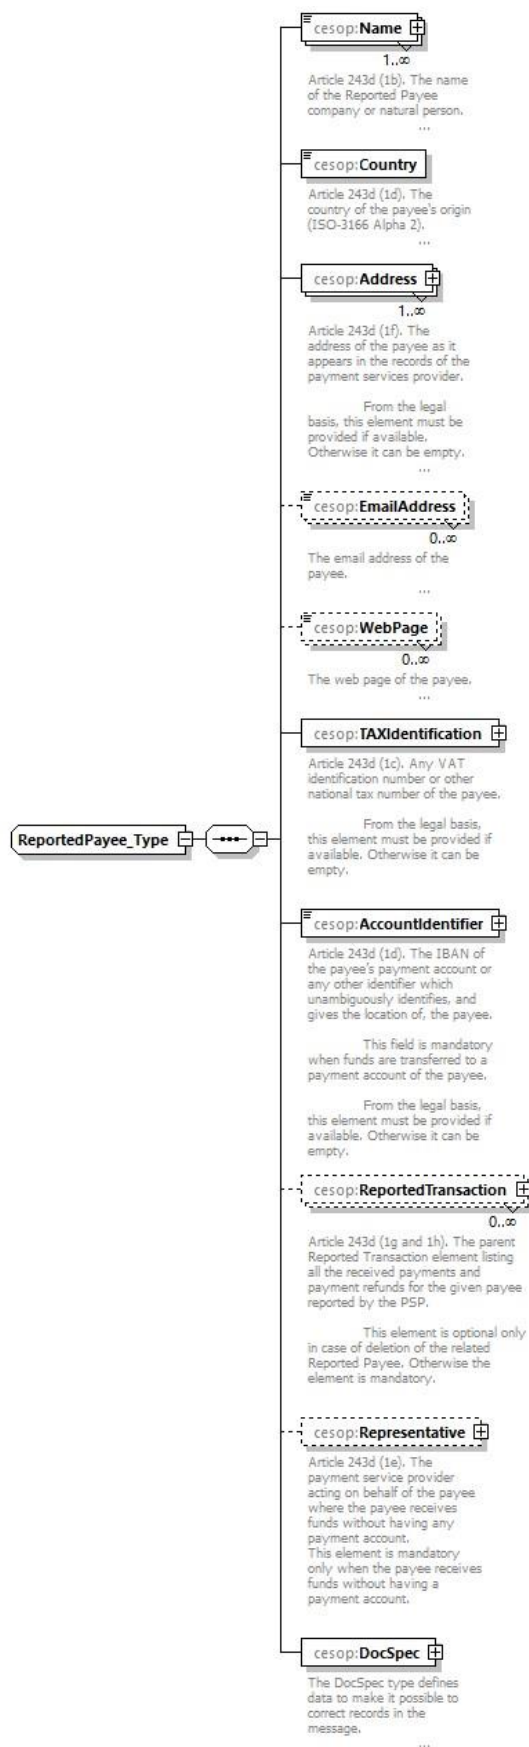 cesop:Name
1..∞
Article 243d (1b). The name
of the Reported Payee
company or natural person.
...
cesop:Country
Article 243d (1d). The
country of the payee's origin
(ISO-3166 Alpha 2).
...
cesop:Address
1..∞
Article 243d (1f). The
address of the payee as it
appears in the records of the
payment services provider.
From the legal
basis, this element must be
provided if available.
Otherwise it can be empty.
...
cesop:EmailAddress
0..∞
The email address of the
payee.
...
cesop:WebPage
0..∞
The web page of the payee.
...
cesop:TAXIdentification
Article 243d (1c). Any VAT
identification number or other
national tax number of the payee.
From the legal basis,
this element must be provided if
available. Otherwise it can be
empty.
ReportedPayee_Type
cesop:AccountIdentifier
Article 243d (1d). The IBAN of
the payee's payment account or
any other identifier which
unambiguously identifies, and
gives the location of, the payee.
This field is mandatory
when funds are transferred to a
payment account of the payee.
From the legal basis,
this element must be provided if
available. Otherwise it can be
empty.
cesop:ReportedTransaction
0..∞
Article 243d (1g and 1h). The parent
Reported Transaction element listing
all the received payments and
payment refunds for the given payee
reported by the PSP.
This element is optional only
in case of deletion of the related
Reported Payee. Otherwise the
element is mandatory.
cesop:Representative
Article 243d (1e). The
payment service provider
acting on behalf of the payee
where the payee receives
funds without having any
payment account.
This element is mandatory
only when the payee receives
funds without having a
payment account.
cesop:DocSpec
The DocSpec type defines
data to make it possible to
correct records in the
message.
...